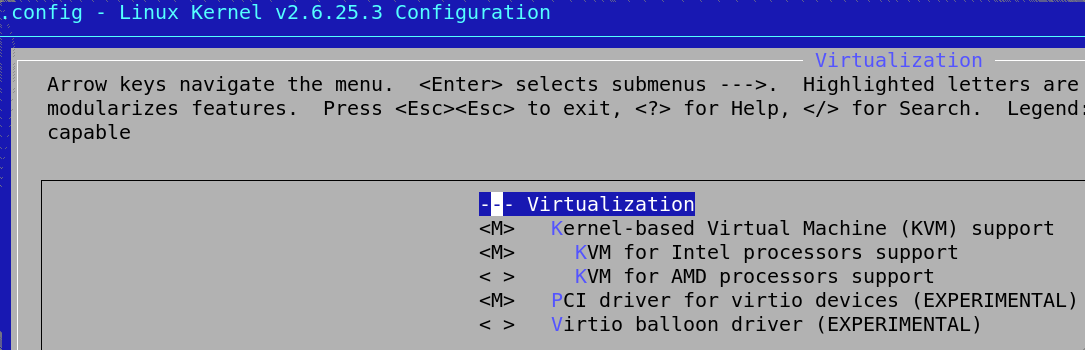 .config - Linux Kernel v2.6.25.3 Configuration
Virtualization
Arrow keys navigate the menu.  <Enter> selects submenus --->.  Highlighted letters are
modularizes features.  Press <Esc><Esc> to exit, <?> for Help, </> for Search.  Legend:
capable
--- Virtualization
<M>   Kernel-based Virtual Machine (KVM) support
<M>     KVM for Intel processors support
< >     KVM for AMD processors support
<M>   PCI driver for virtio devices (EXPERIMENTAL)
< >   Virtio balloon driver (EXPERIMENTAL)